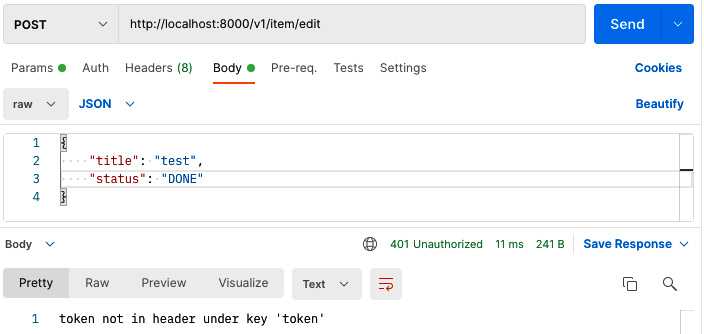 POST http://localhost:8000/v1/item/edit Send
Params Auth Headers (8) Body Pre-req. Tests Settings Cookies
raw JSON Beautify
1 {
2 "title": "test",
3 "status": "DONE"
4 }
Body 401 Unauthorized 11 ms 241 B Save Response
Pretty Raw Preview Visualize Text
1 token not in header under key 'token'